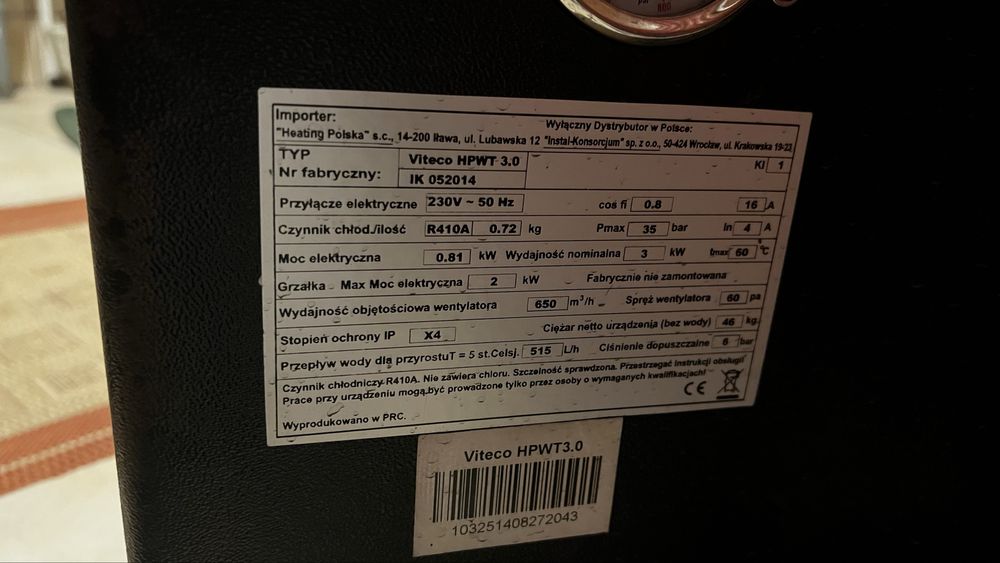 psi
800
Importer:
Wyłączny Dystrybutor w Polsce:
"Heating Polska" s.c., 14-200 Iława, ul. Lubawska 12 "Instal-Konsorcjum" sp. z o.o., 50-424 Wrocław, ul. Krakowska 19-23
TYP Viteco HPWT 3.0 Kl 1
Nr fabryczny: IK 052014
Przyłącze elektryczne 230V ~ 50 Hz cos fi 0.8 16 A
Czynnik chłod./ilość R410A 0.72 kg Pmax 35 bar In 4 A
Moc elektryczna 0.81 kW Wydajność nominalna 3 kW tmax 60 °C
Grzałka Max Moc elektryczna 2 kW Fabrycznie nie zamontowana
Wydajność objętościowa wentylatora 650 m³/h Spręż wentylatora 60 pa
Stopień ochrony IP X4 Ciężar netto urządzenia (bez wody) 46 kg
Przepływ wody dla przyrostuT = 5 st.Celsj. 515 L/h Ciśnienie dopuszczalne 6 bar
Czynnik chłodniczy R410A. Nie zawiera chloru. Szczelność sprawdzona. Przestrzegać instrukcji obsługi!
Prace przy urządzeniu mogą być prowadzone tylko przez osoby o wymaganych kwalifikacjach!
CE
Wyprodukowano w PRC.
Viteco HPWT3.0
103251408272043